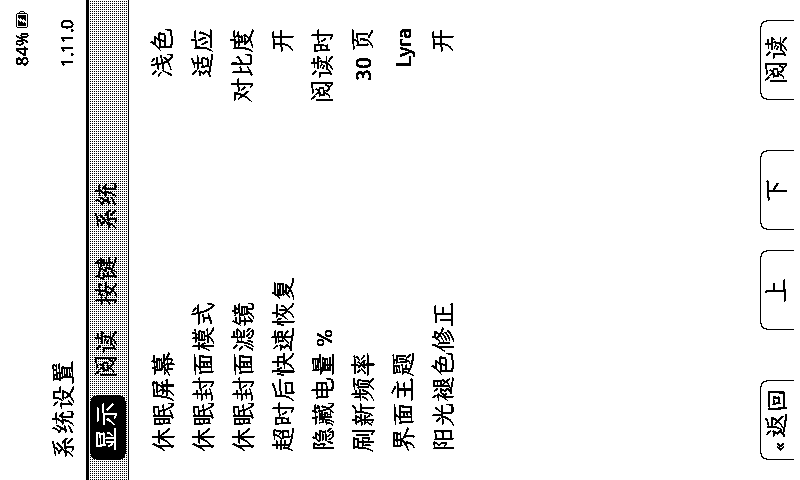 84%
系统设置 1.11.0
显示 阅读 按键 系统
休眠屏幕 浅色
休眠封面模式 适应
休眠封面滤镜 对比度
超时后快速恢复 开
隐藏电量 % 阅读时
刷新频率 30 页
界面主题 Lyra
阳光褪色修正 开
« 返回 上 下 阅读